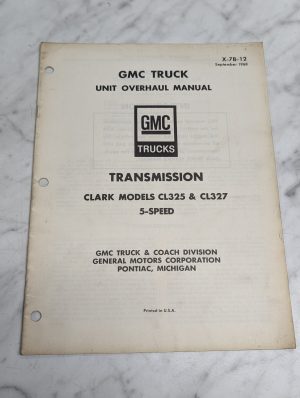 X-7B-12
September 1968
GMC TRUCK
UNIT OVERHAUL MANUAL
GMC
TRUCKS
TRANSMISSION
CLARK MODELS CL325 & CL327
5-SPEED
GMC TRUCK & COACH DIVISION
GENERAL MOTORS CORPORATION
PONTIAC, MICHIGAN
Printed in U.S.A.